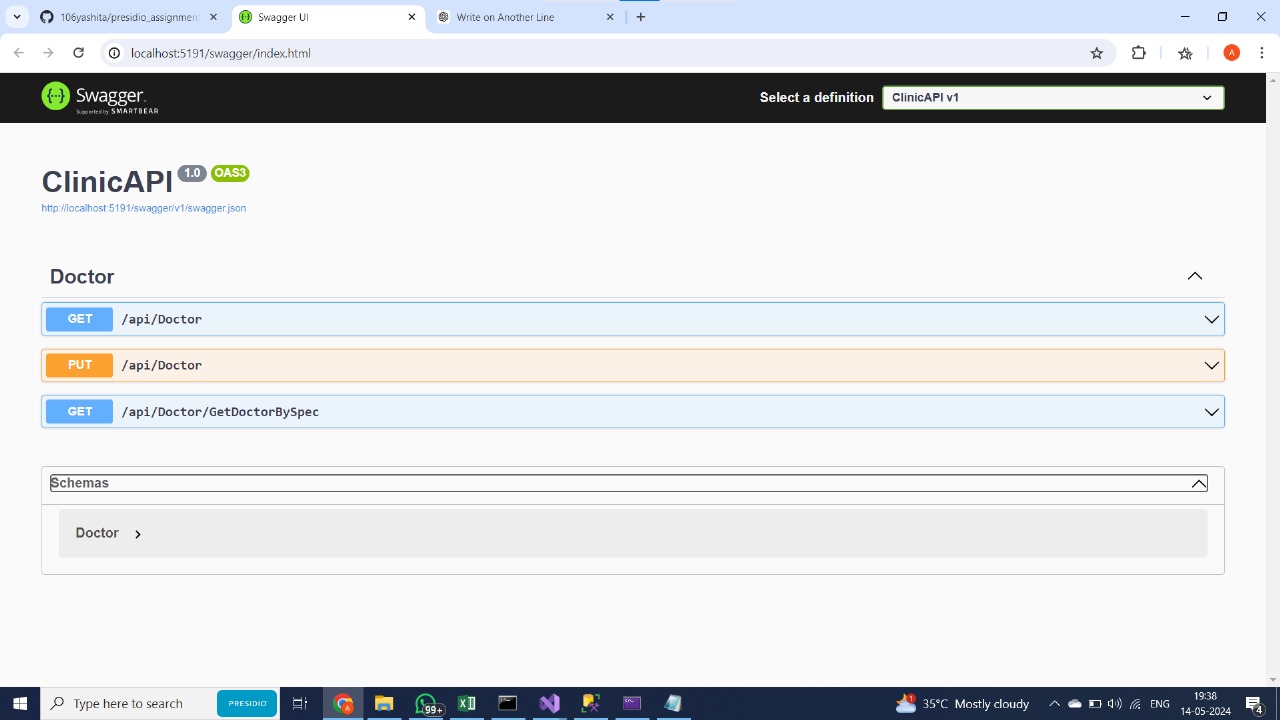 106yashita/presidio_assignmen
Swagger UI
Write on Another Line
localhost:5191/swagger/index.html
A
Swagger
Supported by SMARTBEAR
Select a definition
ClinicAPI v1
ClinicAPI 1.0 OAS3
http://localhost:5191/swagger/v1/swagger.json
Doctor
GET /api/Doctor
PUT /api/Doctor
GET /api/Doctor/GetDoctorBySpec
Schemas
Doctor
Type here to search
PRESIDIO
A
99+
1
35°C Mostly cloudy
ENG
19:38
14-05-2024
4